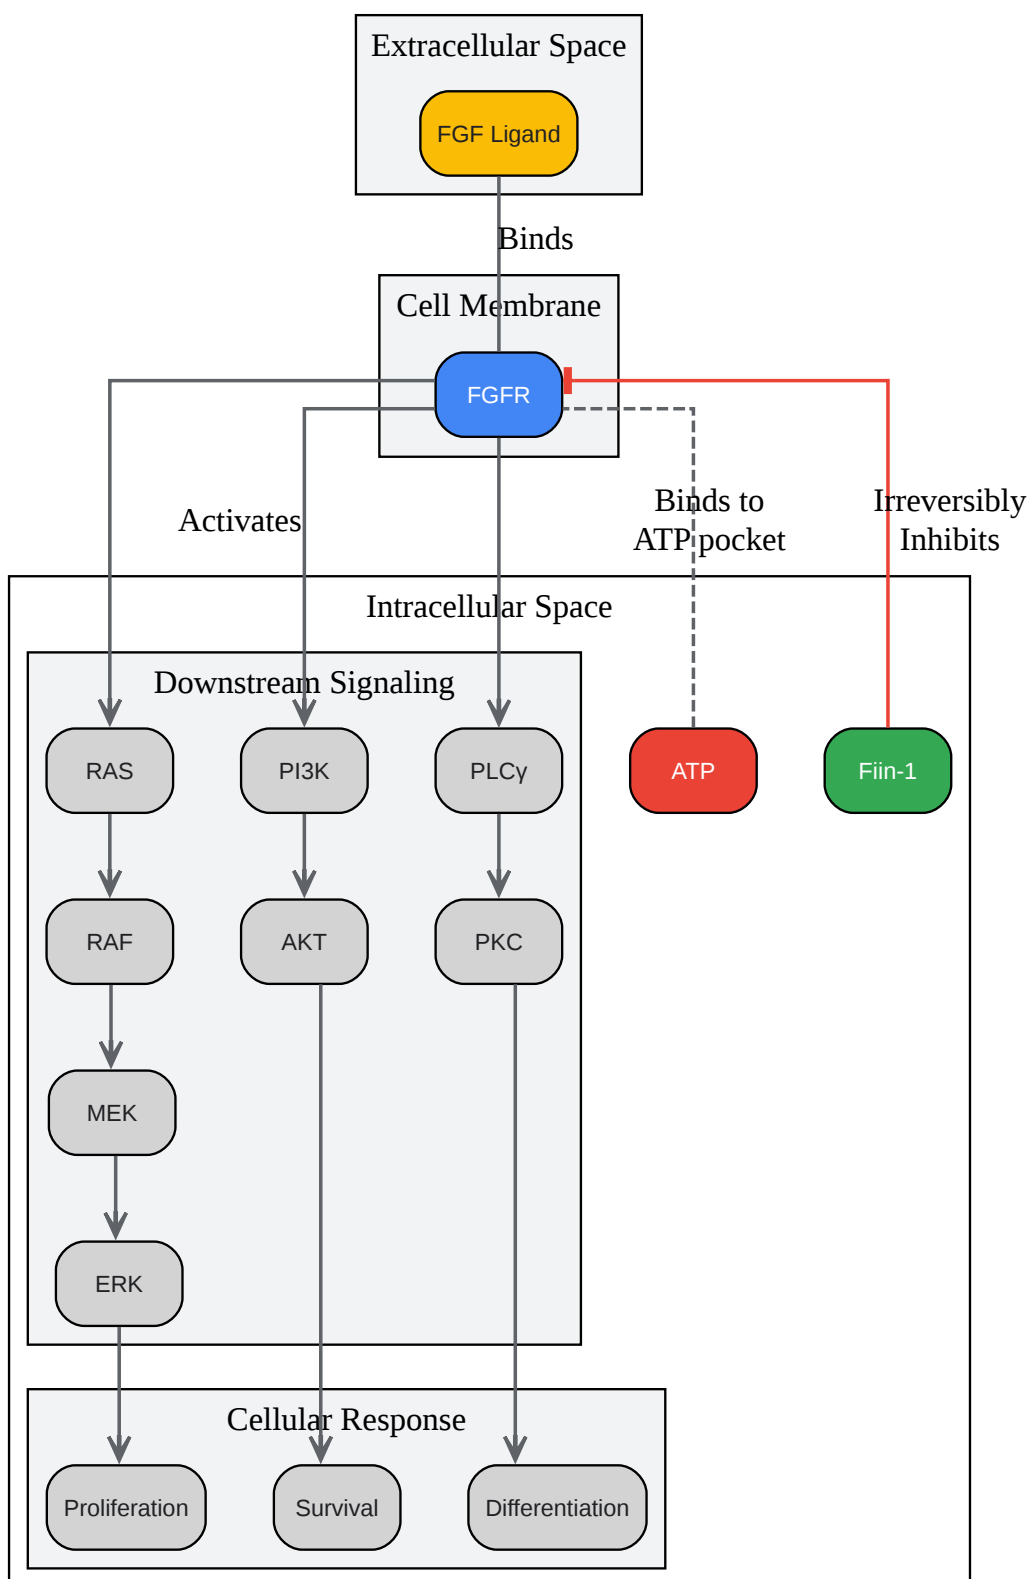 Extracellular Space
FGF Ligand
Binds
Cell Membrane
FGFR
Activates
Binds to
ATP pocket
Irreversibly
Inhibits
Intracellular Space
Downstream Signaling
RAS
PI3K
PLCγ
ATP
Fiin-1
RAF
AKT
PKC
MEK
ERK
Cellular Response
Proliferation
Survival
Differentiation